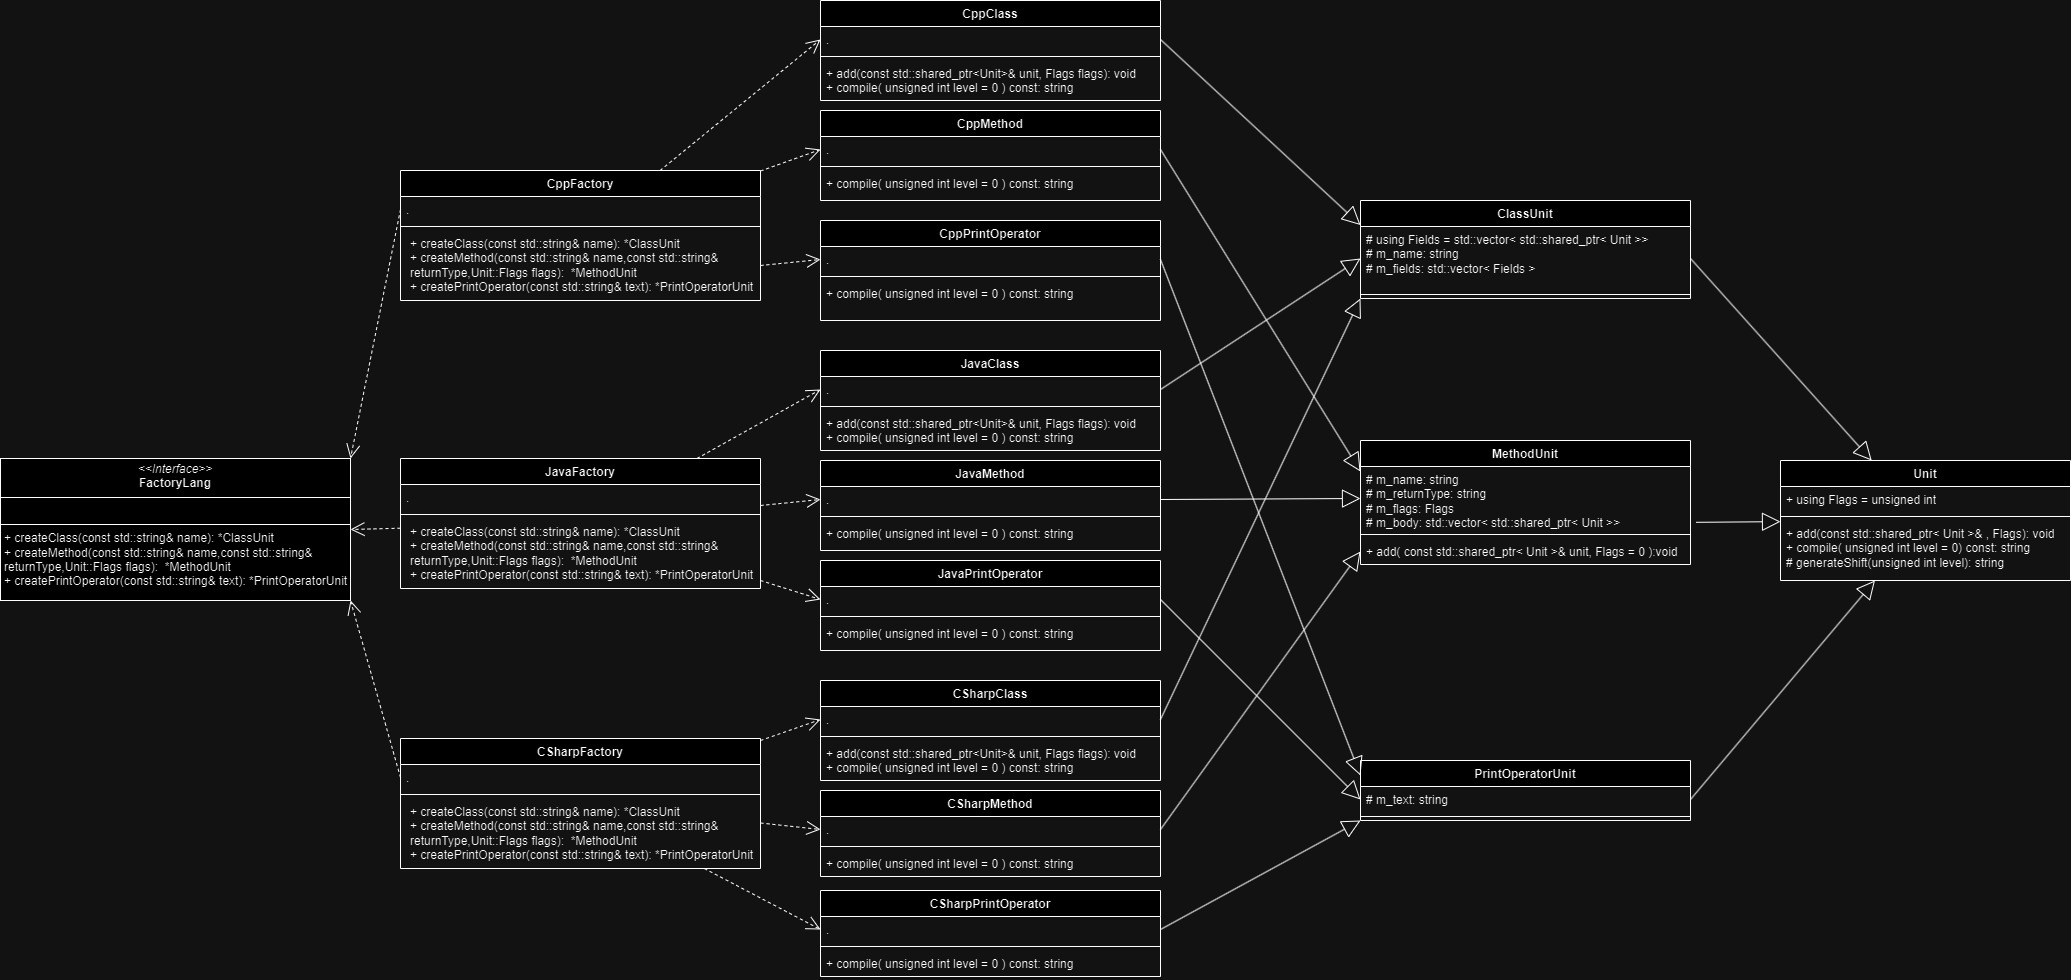 CppClass
.
+ add(const std::shared_ptr<Unit>& unit, Flags flags): void
+ compile( unsigned int level = 0 ) const: string
CppMethod
.
+ compile( unsigned int level = 0 ) const: string
CppPrintOperator
.
+ compile( unsigned int level = 0 ) const: string
CppFactory
.
+ createClass(const std::string& name): *ClassUnit
+ createMethod(const std::string& name,const std::string&
returnType,Unit::Flags flags):  *MethodUnit
+ createPrintOperator(const std::string& text): *PrintOperatorUnit
ClassUnit
# using Fields = std::vector< std::shared_ptr< Unit >>
# m_name: string
# m_fields: std::vector< Fields >
JavaClass
.
+ add(const std::shared_ptr<Unit>& unit, Flags flags): void
+ compile( unsigned int level = 0 ) const: string
<<Interface>>
FactoryLang
+ createClass(const std::string& name): *ClassUnit
+ createMethod(const std::string& name,const std::string&
returnType,Unit::Flags flags):  *MethodUnit
+ createPrintOperator(const std::string& text): *PrintOperatorUnit
JavaFactory
.
+ createClass(const std::string& name): *ClassUnit
+ createMethod(const std::string& name,const std::string&
returnType,Unit::Flags flags):  *MethodUnit
+ createPrintOperator(const std::string& text): *PrintOperatorUnit
JavaMethod
.
+ compile( unsigned int level = 0 ) const: string
JavaPrintOperator
.
+ compile( unsigned int level = 0 ) const: string
MethodUnit
# m_name: string
# m_returnType: string
# m_flags: Flags
# m_body: std::vector< std::shared_ptr< Unit >>
+ add( const std::shared_ptr< Unit >& unit, Flags = 0 ):void
Unit
+ using Flags = unsigned int
+ add(const std::shared_ptr< Unit >& , Flags): void
+ compile( unsigned int level = 0) const: string
# generateShift(unsigned int level): string
CSharpClass
.
+ add(const std::shared_ptr<Unit>& unit, Flags flags): void
+ compile( unsigned int level = 0 ) const: string
CSharpFactory
.
+ createClass(const std::string& name): *ClassUnit
+ createMethod(const std::string& name,const std::string&
returnType,Unit::Flags flags):  *MethodUnit
+ createPrintOperator(const std::string& text): *PrintOperatorUnit
CSharpMethod
.
+ compile( unsigned int level = 0 ) const: string
PrintOperatorUnit
# m_text: string
CSharpPrintOperator
.
+ compile( unsigned int level = 0 ) const: string